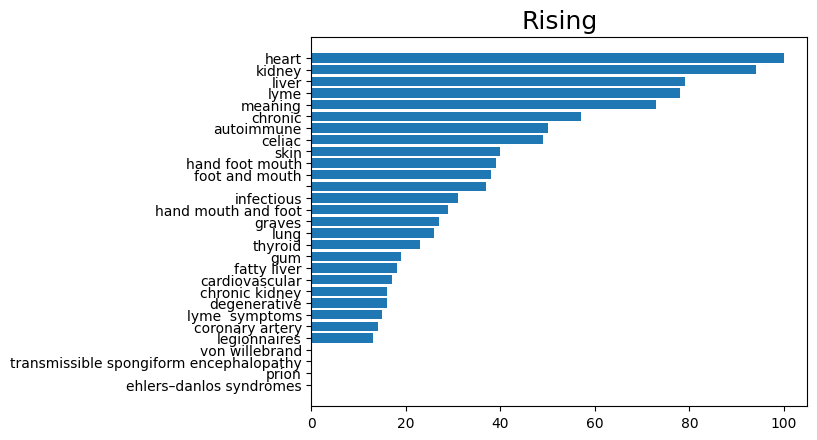 Rising
heart
kidney
liver
lyme
meaning
chronic
autoimmune
celiac
skin
hand foot mouth
foot and mouth
infectious
hand mouth and foot
graves
lung
thyroid
gum
fatty liver
cardiovascular
chronic kidney
degenerative
lyme  symptoms
coronary artery
legionnaires
von willebrand
transmissible spongiform encephalopathy
prion
ehlers–danlos syndromes
0 20 40 60 80 100